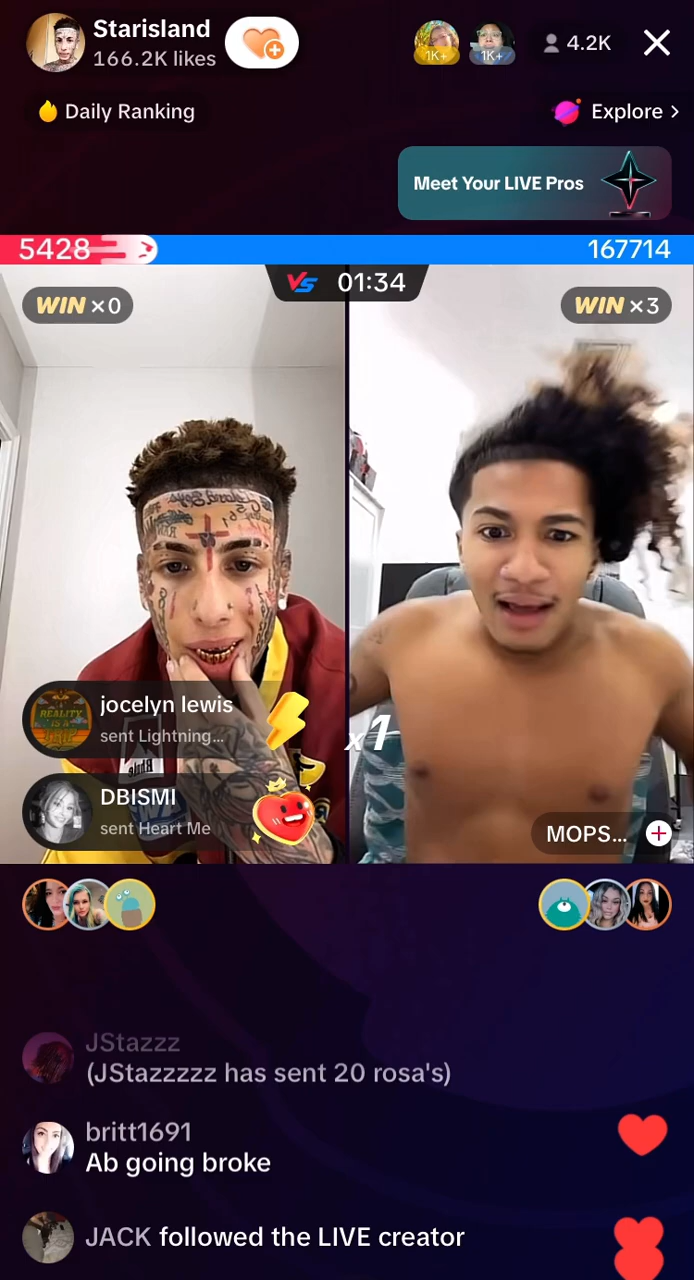 Starisland
166.2K likes
1K+
1K+
4.2K
Daily Ranking
Explore >
Meet Your LIVE Pros
5428
167714
VS 01:34
WIN ×0
WIN ×3
jocelyn lewis
sent Lightning...
x1
DBISMI
sent Heart Me
MOPS...
JStazzz
(JStazzzzz has sent 20 rosa's)
britt1691
Ab going broke
JACK followed the LIVE creator